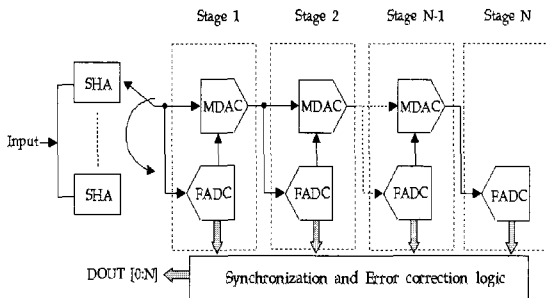 Stage 1 Stage 2 Stage N-1 Stage N
SHA
MDAC MDAC MDAC
Input
SHA
FADC FADC FADC FADC
DOUT [0:N]
Synchronization and Error correction logic